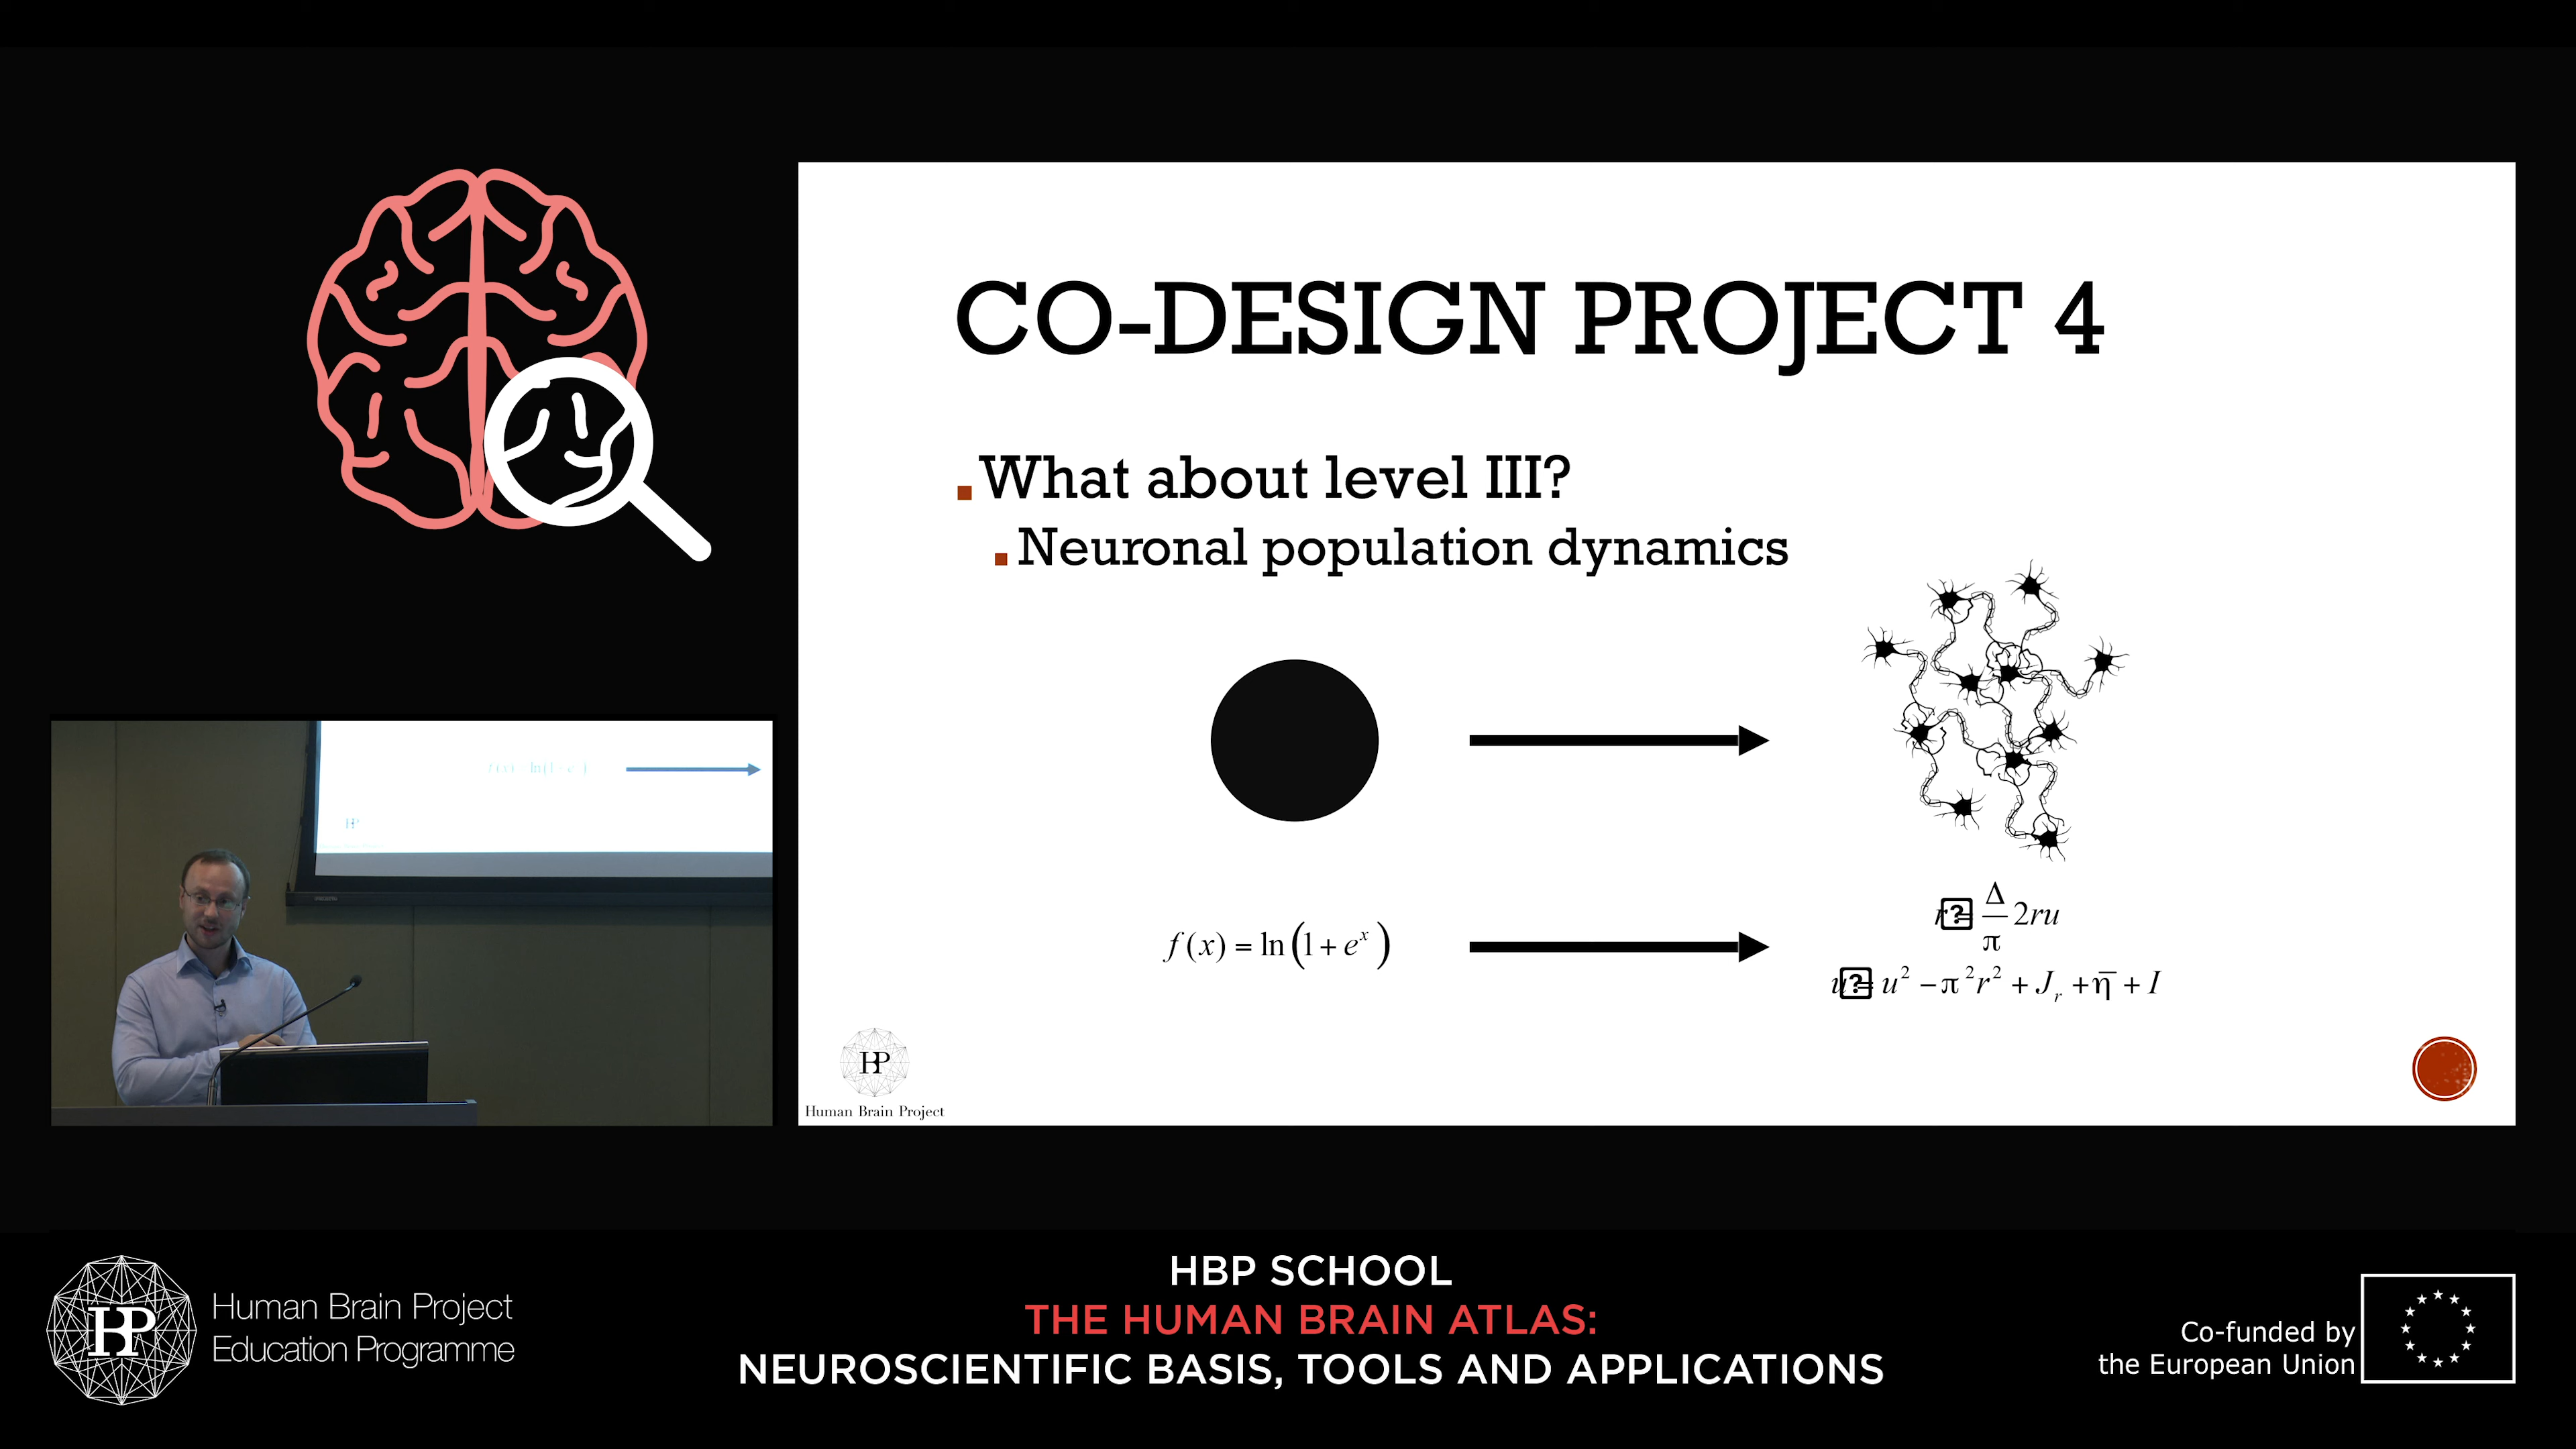 CO-DESIGN PROJECT 4
What about level III?
Neuronal population dynamics
f(x) = ln(1 + e^x)
r = Δ/π 2ru
u = u² − π²r² + J_r + η̅ + I
HP
Human Brain Project
HBP
Human Brain Project
Education Programme
HBP SCHOOL
THE HUMAN BRAIN ATLAS:
NEUROSCIENTIFIC BASIS, TOOLS AND APPLICATIONS
Co-funded by
the European Union